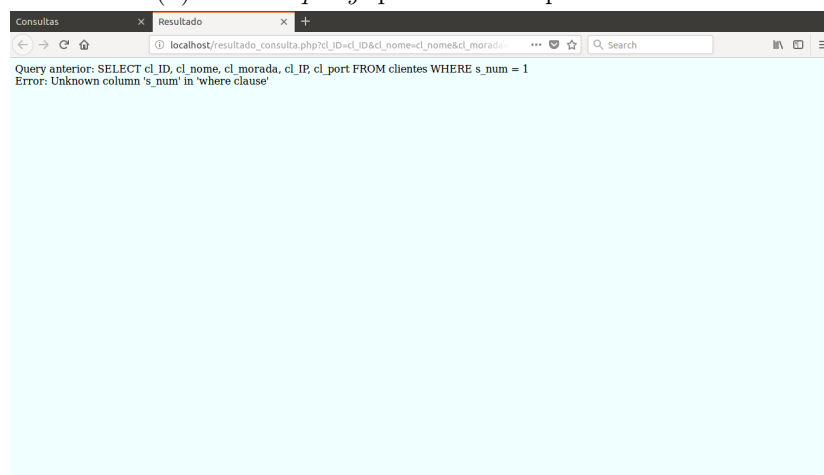 Consultas × Resultado × +
localhost/resultado_consulta.php?cl_ID=cl_ID&cl_nome=cl_nome&cl_morada= ••• Search
Query anterior: SELECT cl_ID, cl_nome, cl_morada, cl_IP, cl_port FROM clientes WHERE s_num = 1
Error: Unknown column 's_num' in 'where clause'